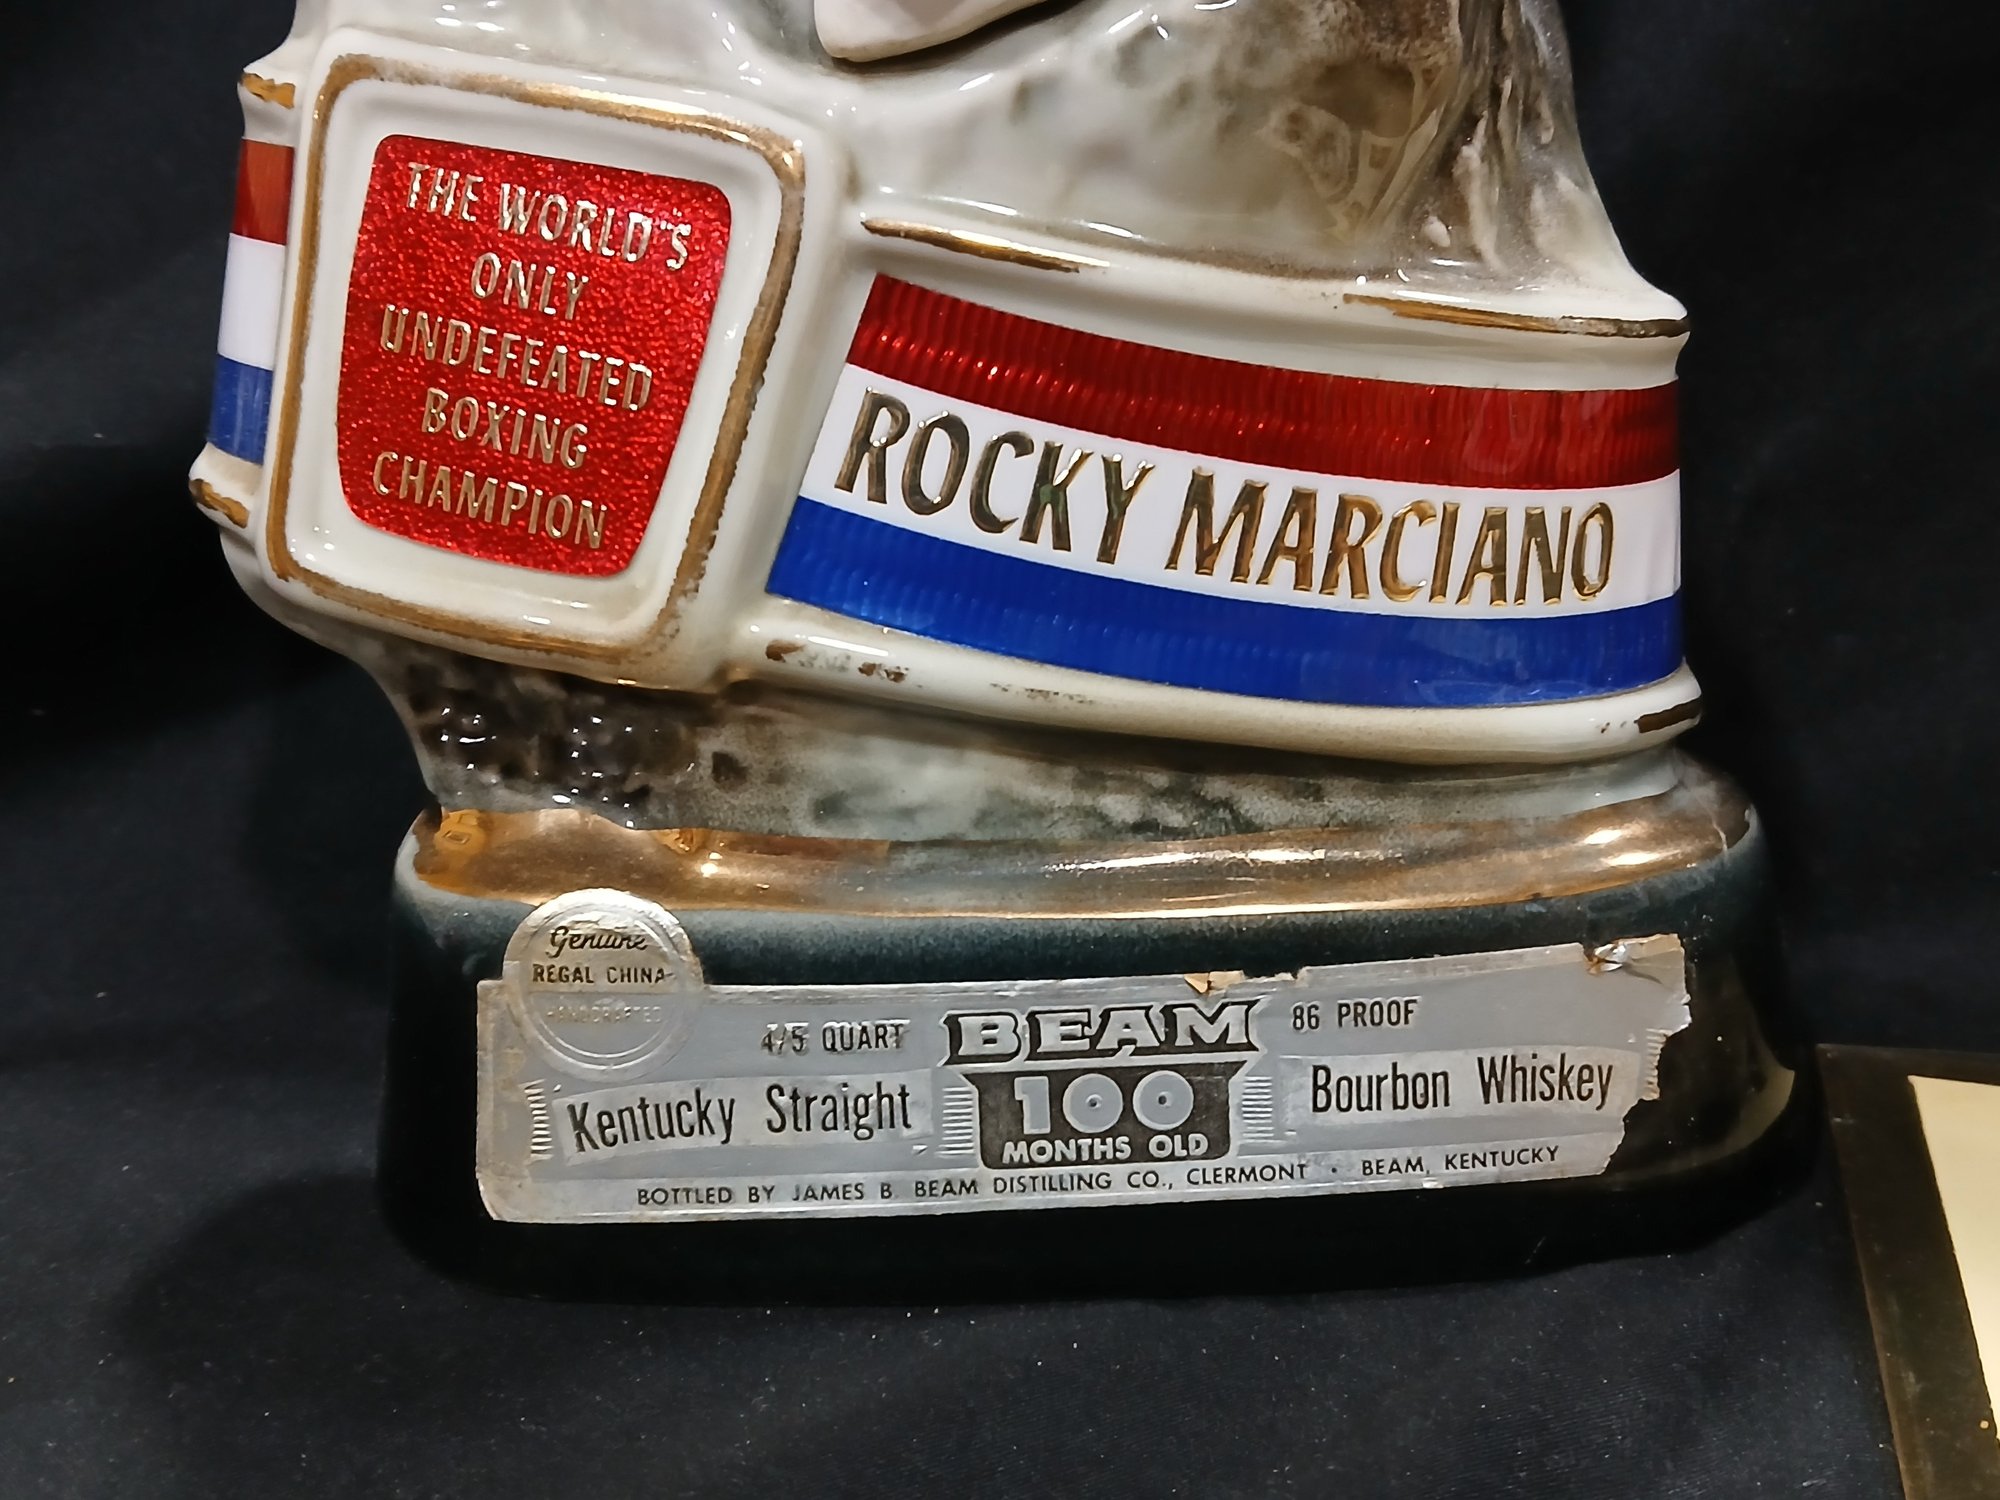 THE WORLD'S
ONLY
UNDEFEATED
BOXING
CHAMPION
ROCKY MARCIANO
Genuine
REGAL CHINA
HANDCRAFTED
4/5 QUART BEAM 86 PROOF
Kentucky Straight 100 Bourbon Whiskey
MONTHS OLD
BOTTLED BY JAMES B. BEAM DISTILLING CO., CLERMONT • BEAM, KENTUCKY